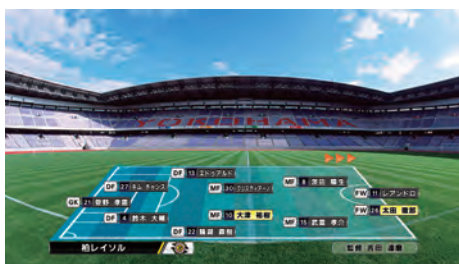 YOKOHAMA
DF 13 エドゥアルド
DF 27 キム チャンス
MF 8 茨田 陽生
MF 30 クリスティアーノ
FW 11 レアンドロ
GK 21 菅野 孝憲
FW 26 太田 徹郎
DF 4 鈴木 大輔
MF 10 大津 祐樹
MF 15 武富 孝介
DF 22 輪湖 直樹
柏レイソル
監督 吉田 達磨